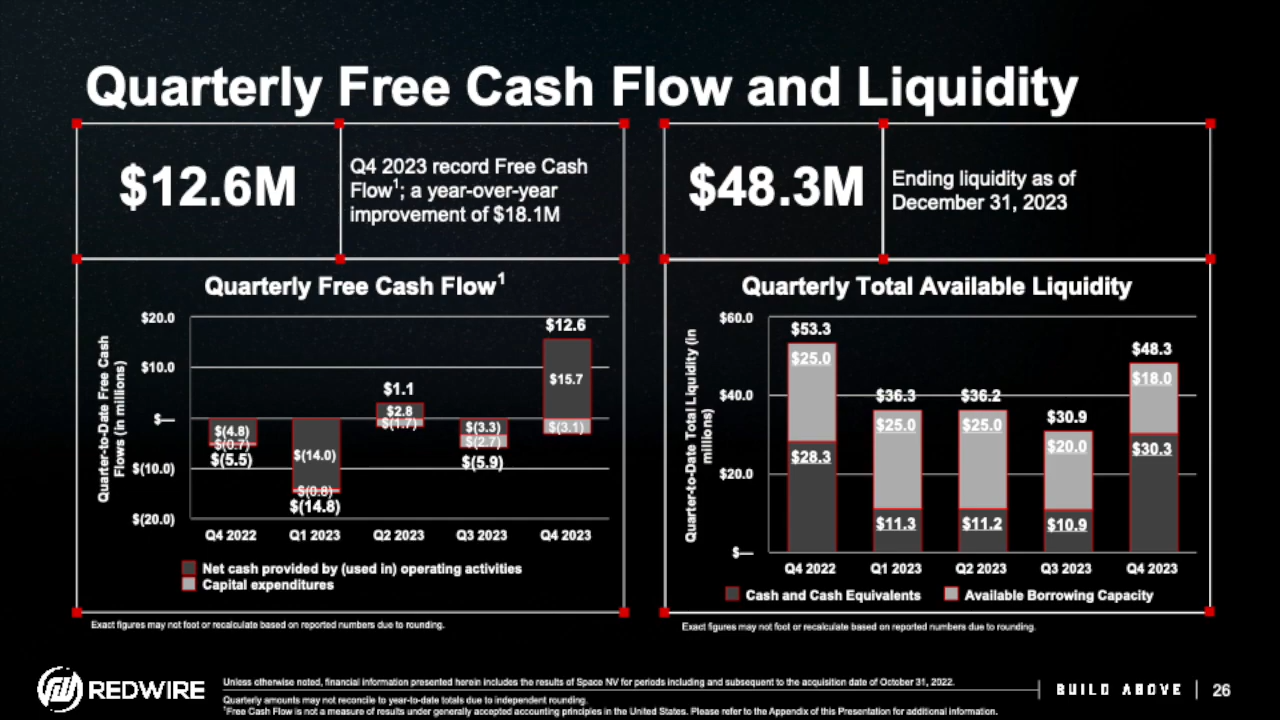 Quarterly Free Cash Flow and Liquidity
$12.6M
Q4 2023 record Free Cash
Flow¹; a year-over-year
improvement of $18.1M
$48.3M
Ending liquidity as of
December 31, 2023
Quarterly Free Cash Flow¹
Quarter-to-Date Free Cash
Flows (in millions)
$20.0
$10.0
$—
$(10.0)
$(20.0)
$(4.8)
$(0.7)
$(5.5)
$(14.0)
$(0.8)
$(14.8)
$1.1
$2.8
$(1.7)
$(3.3)
$(2.7)
$(5.9)
$12.6
$15.7
$(3.1)
Q4 2022 Q1 2023 Q2 2023 Q3 2023 Q4 2023
Net cash provided by (used in) operating activities
Capital expenditures
Exact figures may not foot or recalculate based on reported numbers due to rounding.
Quarterly Total Available Liquidity
Quarter-to-Date Total Liquidity (in
millions)
$60.0
$40.0
$20.0
$—
$53.3
$25.0
$28.3
$36.3
$25.0
$11.3
$36.2
$25.0
$11.2
$30.9
$20.0
$10.9
$48.3
$18.0
$30.3
Q4 2022 Q1 2023 Q2 2023 Q3 2023 Q4 2023
Cash and Cash Equivalents Available Borrowing Capacity
Exact figures may not foot or recalculate based on reported numbers due to rounding.
REDWIRE
Unless otherwise noted, financial information presented herein includes the results of Space NV for periods including and subsequent to the acquisition date of October 31, 2022.
Quarterly amounts may not reconcile to year-to-date totals due to independent rounding.
¹Free Cash Flow is not a measure of results under generally accepted accounting principles in the United States. Please refer to the Appendix of this Presentation for additional information.
BUILD ABOVE | 26